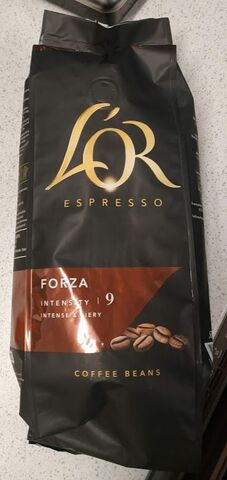 L'OR
ESPRESSO
FORZA
INTENSITY | 9
INTENSE & FIERY
COFFEE BEANS